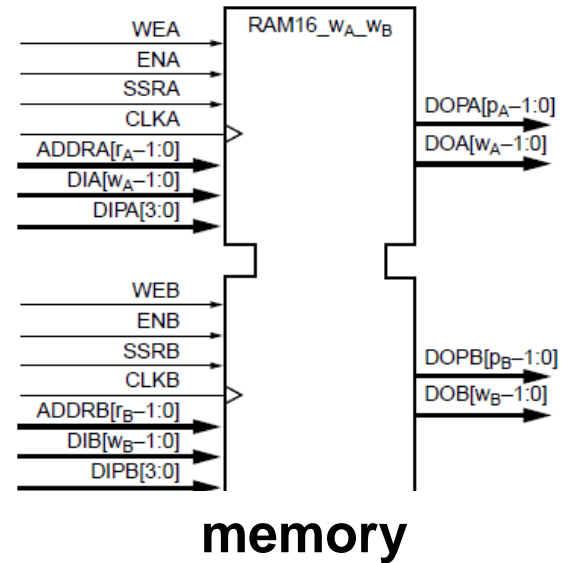 RAM16_wA_wB
WEA
ENA
SSRA
CLKA
ADDRA[rA–1:0]
DIA[wA–1:0]
DIPA[3:0]
DOPA[pA–1:0]
DOA[wA–1:0]
WEB
ENB
SSRB
CLKB
ADDRB[rB–1:0]
DIB[wB–1:0]
DIPB[3:0]
DOPB[pB–1:0]
DOB[wB–1:0]
memory